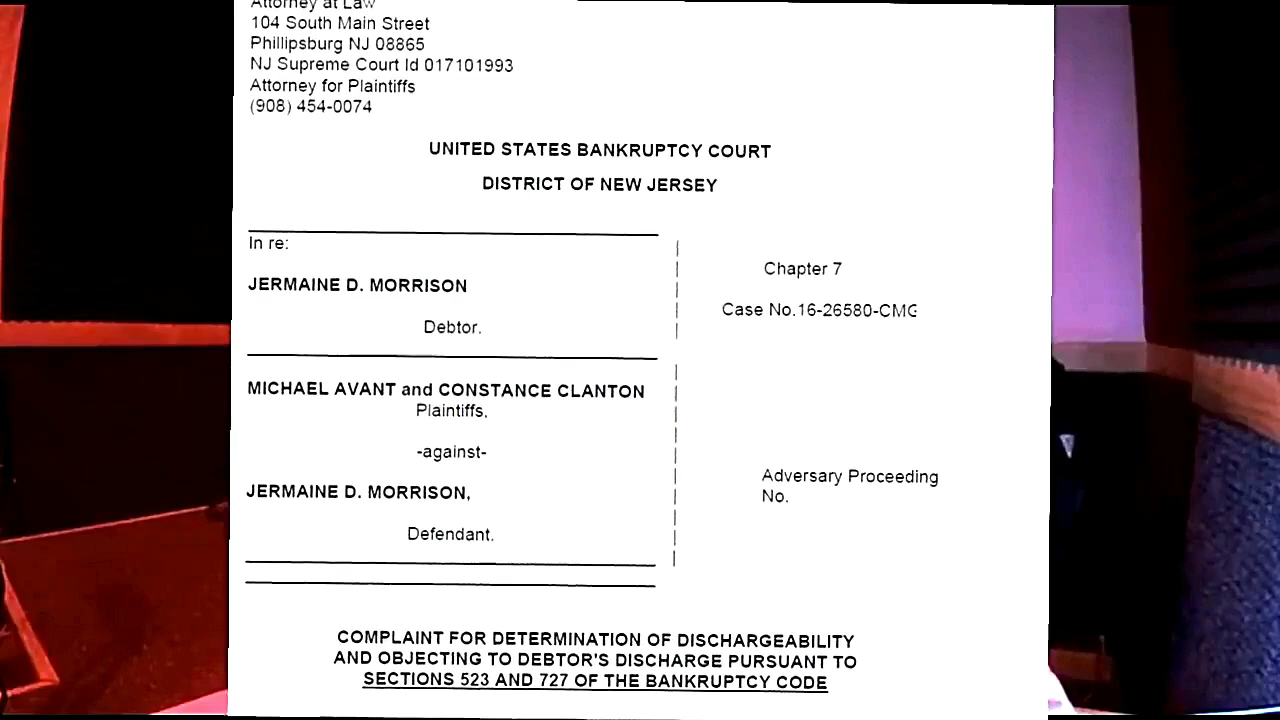 Attorney at Law
104 South Main Street
Phillipsburg NJ 08865
NJ Supreme Court Id 017101993
Attorney for Plaintiffs
(908) 454-0074
UNITED STATES BANKRUPTCY COURT
DISTRICT OF NEW JERSEY
In re:
JERMAINE D. MORRISON
Debtor.
Chapter 7
Case No.16-26580-CMG
MICHAEL AVANT and CONSTANCE CLANTON
Plaintiffs,
-against-
JERMAINE D. MORRISON,
Defendant.
Adversary Proceeding
No.
COMPLAINT FOR DETERMINATION OF DISCHARGEABILITY
AND OBJECTING TO DEBTOR'S DISCHARGE PURSUANT TO
SECTIONS 523 AND 727 OF THE BANKRUPTCY CODE